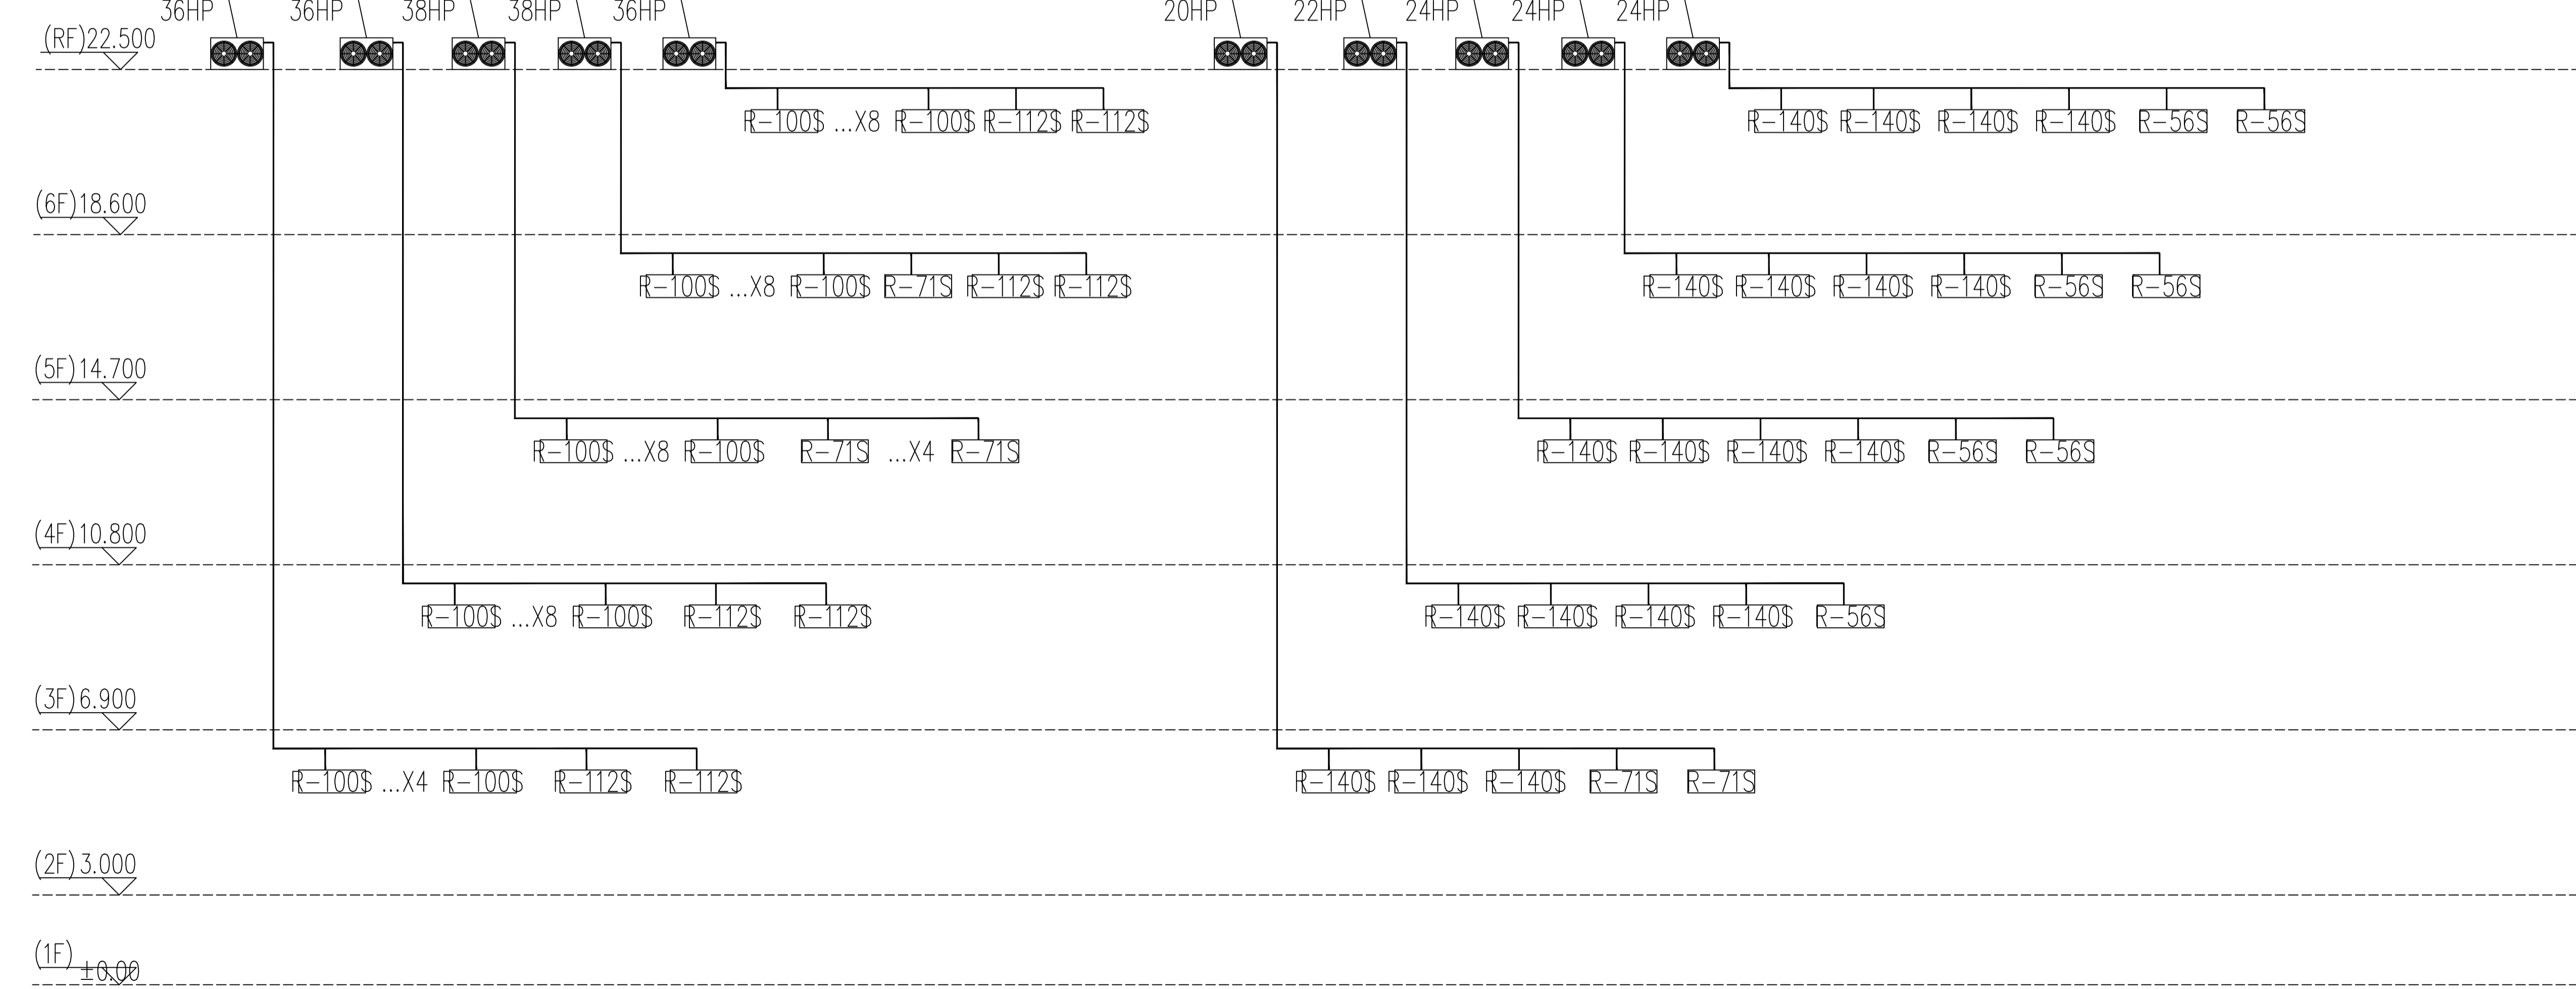 36HP 36HP 38HP 38HP 36HP 20HP 22HP 24HP 24HP 24HP
(RF)22.500
R-100S ...X8 R-100S R-112S R-112S R-140S R-140S R-140S R-140S R-56S R-56S
(6F)18.600
R-100S ...X8 R-100S R-71S R-112S R-112S R-140S R-140S R-140S R-140S R-56S R-56S
(5F)14.700
R-100S ...X8 R-100S R-71S ...X4 R-71S R-140S R-140S R-140S R-140S R-56S R-56S
(4F)10.800
R-100S ...X8 R-100S R-112S R-112S R-140S R-140S R-140S R-140S R-56S
(3F)6.900
R-100S ...X4 R-100S R-112S R-112S R-140S R-140S R-140S R-71S R-71S
(2F)3.000
(1F)
±0.00